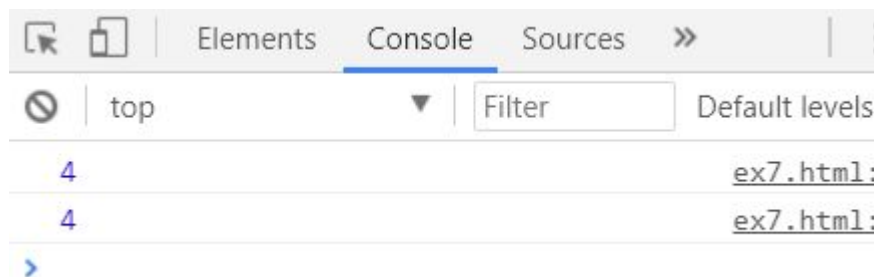 Elements Console Sources »
top ▼ Filter Default levels
4 ex7.html:
4 ex7.html:
>